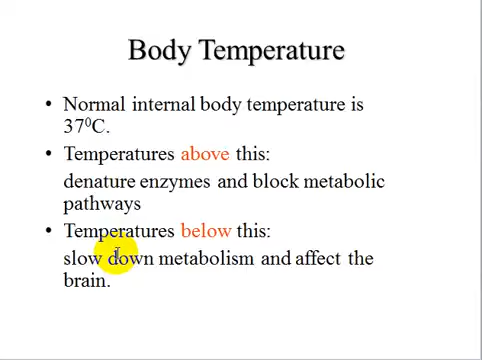 Body Temperature
• Normal internal body temperature is
37⁰C.
• Temperatures above this:
denature enzymes and block metabolic
pathways
• Temperatures below this:
slow down metabolism and affect the
brain.